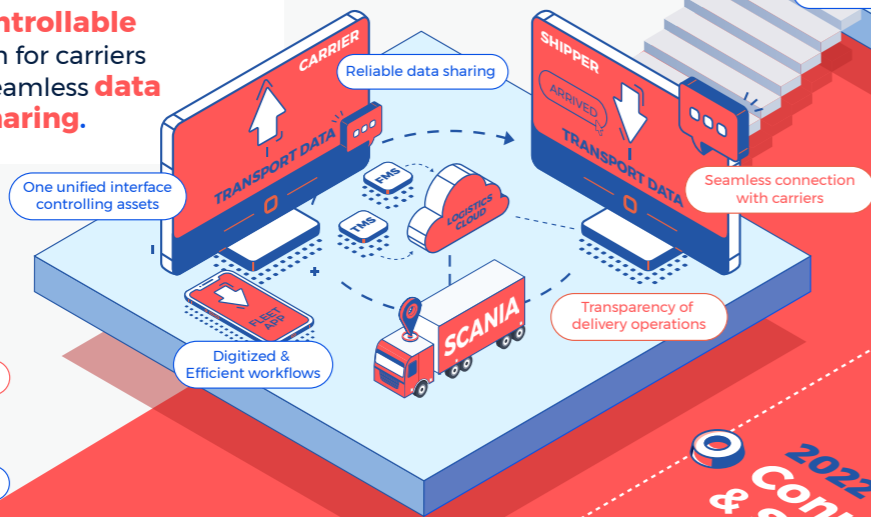 ntrollable
n for carriers
eamless data
haring.
CARRIER
TRANSPORT DATA
Reliable data sharing
SHIPPER
ARRIVED
TRANSPORT DATA
One unified interface
controlling assets
FMS
TMS
LOGISTICS
CLOUD
Seamless connection
with carriers
FLEET
APP
SCANIA
Transparency of
delivery operations
Digitized &
Efficient workflows
2022
Con
&